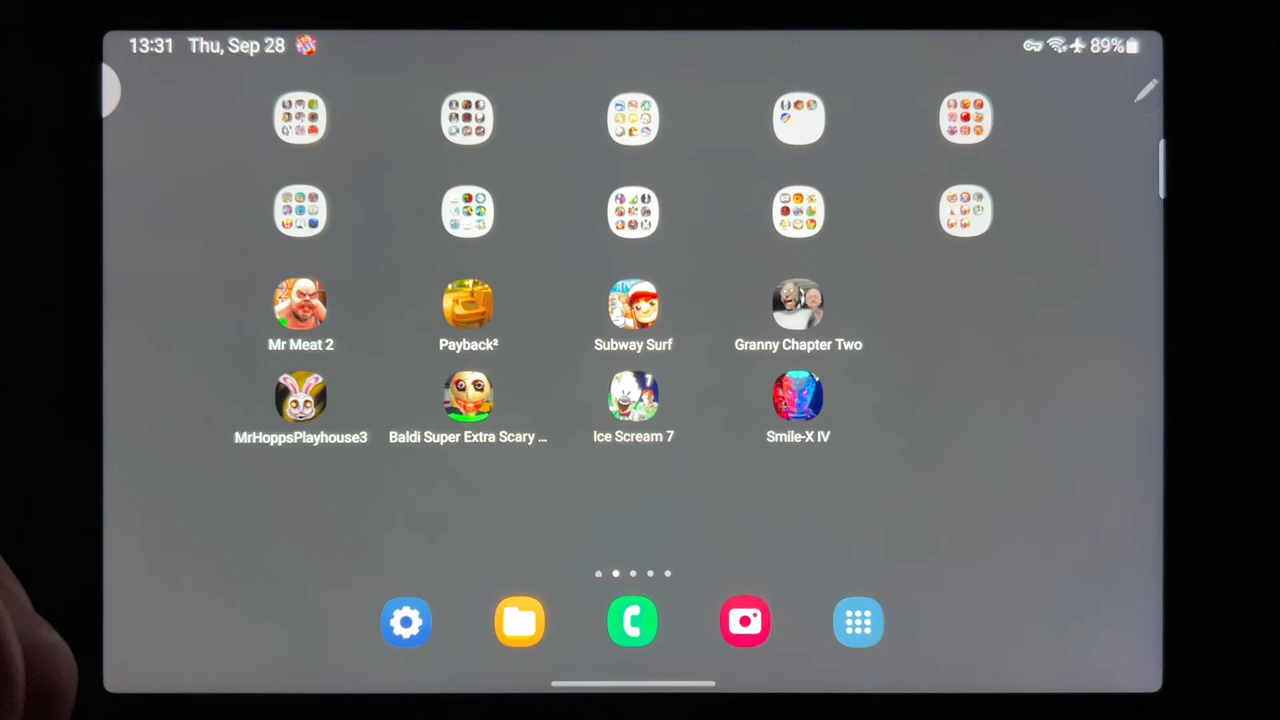 13:31 Thu, Sep 28
89%
Mr Meat 2
Payback²
Subway Surf
Granny Chapter Two
MrHoppsPlayhouse3
Baldi Super Extra Scary ...
Ice Scream 7
Smile-X IV